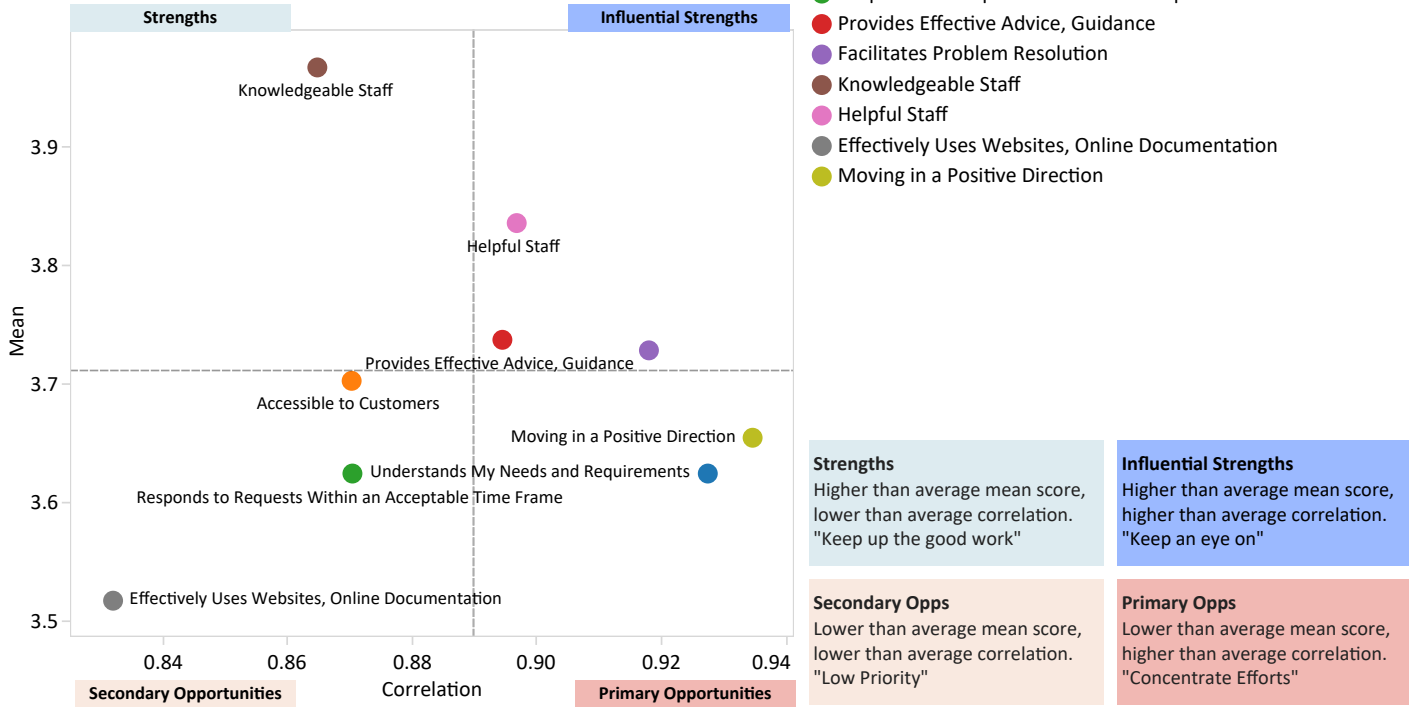 Strengths
Influential Strengths
Provides Effective Advice, Guidance
Facilitates Problem Resolution
Knowledgeable Staff
Helpful Staff
Effectively Uses Websites, Online Documentation
Moving in a Positive Direction
Knowledgeable Staff
Helpful Staff
Provides Effective Advice, Guidance
Accessible to Customers
Moving in a Positive Direction
Understands My Needs and Requirements
Responds to Requests Within an Acceptable Time Frame
Effectively Uses Websites, Online Documentation
Mean
3.9
3.8
3.7
3.6
3.5
0.84
0.86
0.88
0.90
0.92
0.94
Correlation
Secondary Opportunities
Primary Opportunities
Strengths
Higher than average mean score,
lower than average correlation.
"Keep up the good work"
Influential Strengths
Higher than average mean score,
higher than average correlation.
"Keep an eye on"
Secondary Opps
Lower than average mean score,
lower than average correlation.
"Low Priority"
Primary Opps
Lower than average mean score,
higher than average correlation.
"Concentrate Efforts"